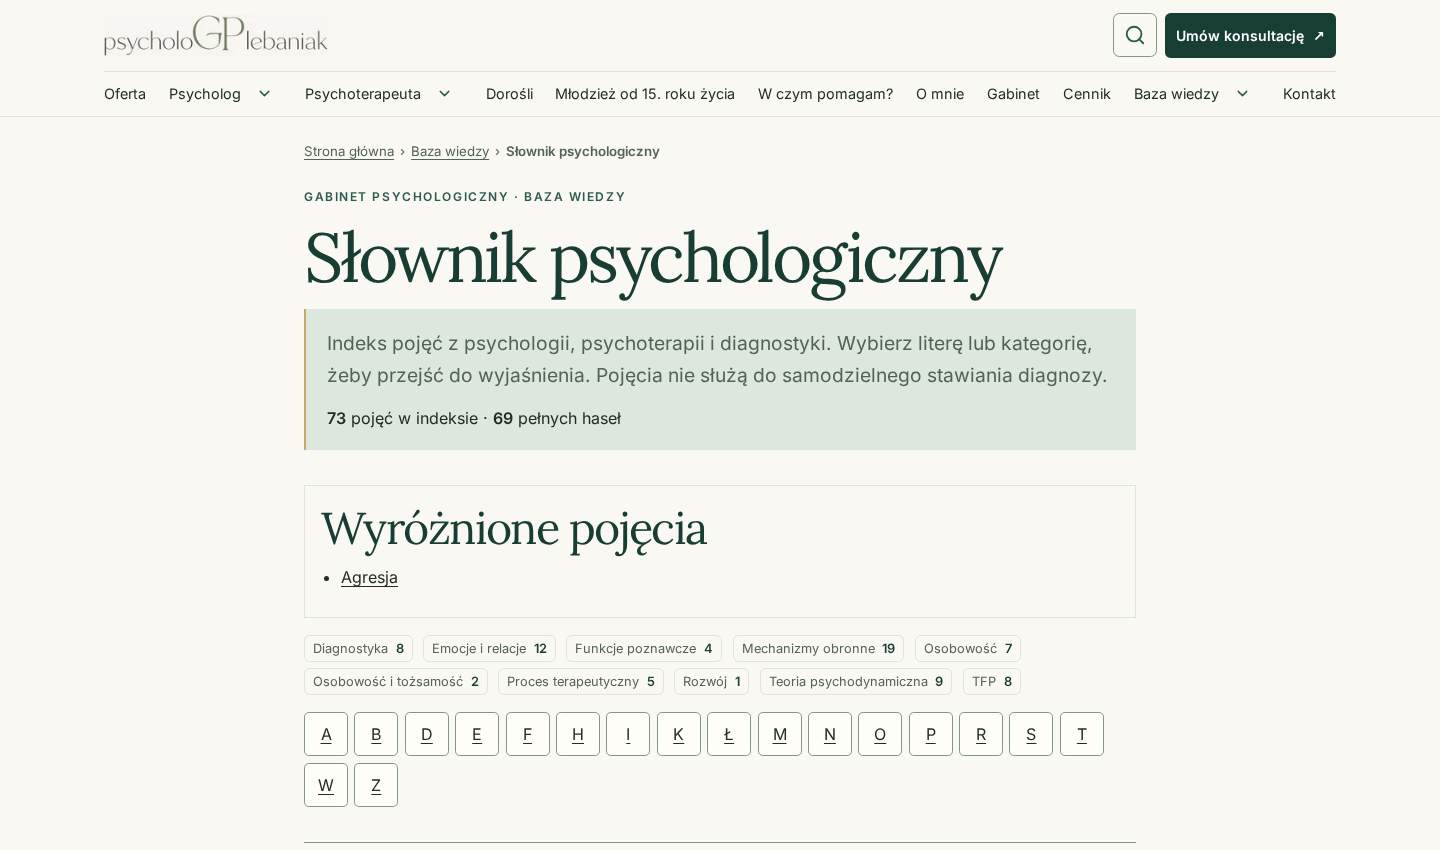 psycholoGPlebaniak
Umów konsultację ↗
Oferta Psycholog Psychoterapeuta Dorośli Młodzież od 15. roku życia W czym pomagam? O mnie Gabinet Cennik Baza wiedzy Kontakt
Strona główna › Baza wiedzy › Słownik psychologiczny
GABINET PSYCHOLOGICZNY · BAZA WIEDZY
Słownik psychologiczny
Indeks pojęć z psychologii, psychoterapii i diagnostyki. Wybierz literę lub kategorię,
żeby przejść do wyjaśnienia. Pojęcia nie służą do samodzielnego stawiania diagnozy.
73 pojęć w indeksie · 69 pełnych haseł
Wyróżnione pojęcia
• Agresja
Diagnostyka 8 Emocje i relacje 12 Funkcje poznawcze 4 Mechanizmy obronne 19 Osobowość 7
Osobowość i tożsamość 2 Proces terapeutyczny 5 Rozwój 1 Teoria psychodynamiczna 9 TFP 8
A B D E F H I K Ł M N O P R S T
W Z